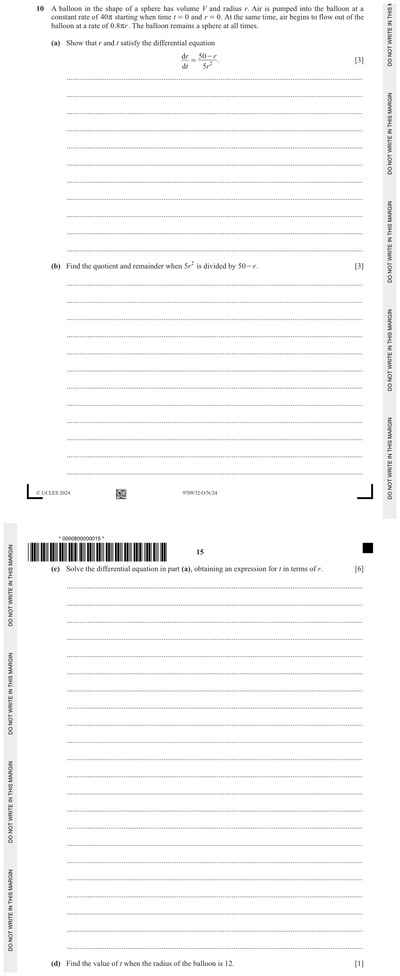 10 A balloon in the shape of a sphere has volume V and radius r. Air is pumped into the balloon at a
constant rate of 40π starting when time t = 0 and r = 0. At the same time, air begins to flow out of the
balloon at a rate of 0.8πr. The balloon remains a sphere at all times.
(a) Show that r and t satisfy the differential equation
dr/dt = (50 − r)/(5r²). [3]
(b) Find the quotient and remainder when 5r² is divided by 50 − r. [3]
© UCLES 2024 9709/32/O/N/24
DO NOT WRITE IN THIS MARGIN
DO NOT WRITE IN THIS MARGIN
DO NOT WRITE IN THIS MARGIN
DO NOT WRITE IN THIS MARGIN
DO NOT WRITE IN THIS MARGIN
* 0000800000015 *
15
(c) Solve the differential equation in part (a), obtaining an expression for t in terms of r. [6]
(d) Find the value of t when the radius of the balloon is 12. [1]
DO NOT WRITE IN THIS MARGIN
DO NOT WRITE IN THIS MARGIN
DO NOT WRITE IN THIS MARGIN
DO NOT WRITE IN THIS MARGIN